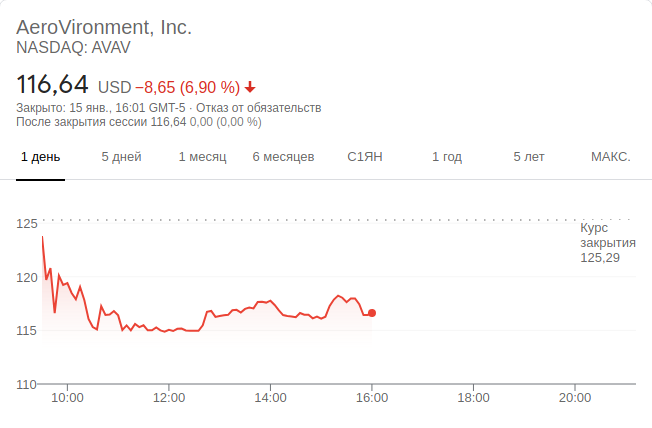 AeroVironment, Inc.
NASDAQ: AVAV
116,64 USD −8,65 (6,90 %)
Закрыто: 15 янв., 16:01 GMT-5 · Отказ от обязательств
После закрытия сессии 116,64 0,00 (0,00 %)
1 день 5 дней 1 месяц 6 месяцев С1ЯН 1 год 5 лет МАКС.
125
Курс
закрытия
125,29
120
115
110
10:00 12:00 14:00 16:00 18:00 20:00